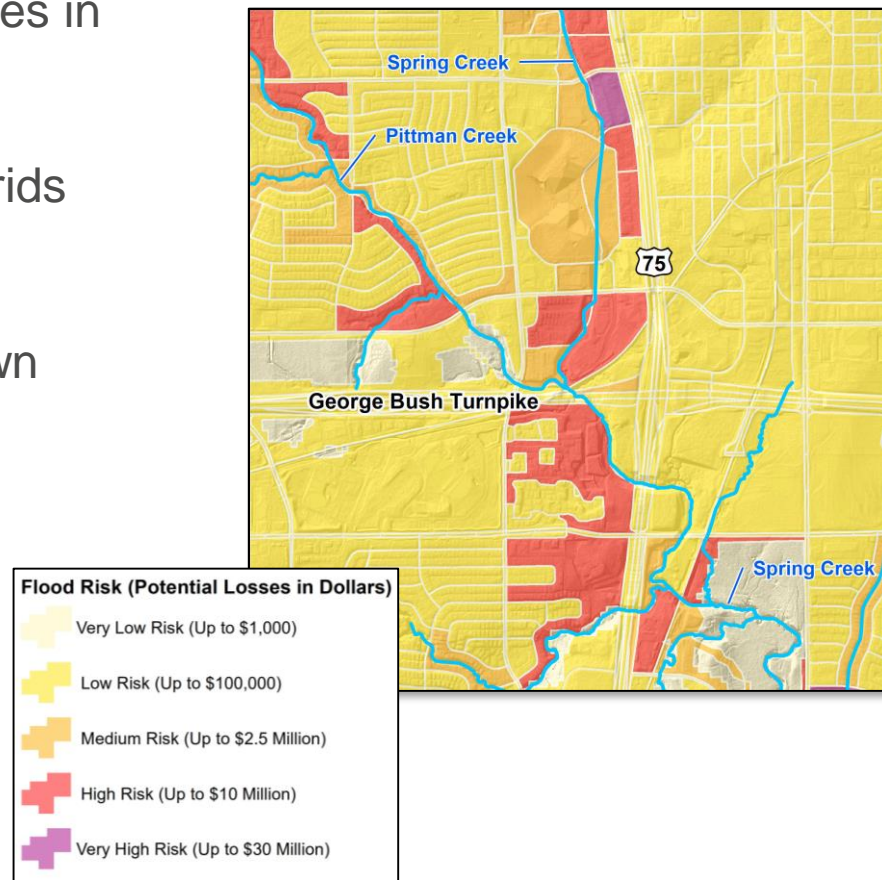 es in
rids
wn
Spring Creek
Pittman Creek
75
George Bush Turnpike
Spring Creek
Flood Risk (Potential Losses in Dollars)
Very Low Risk (Up to $1,000)
Low Risk (Up to $100,000)
Medium Risk (Up to $2.5 Million)
High Risk (Up to $10 Million)
Very High Risk (Up to $30 Million)